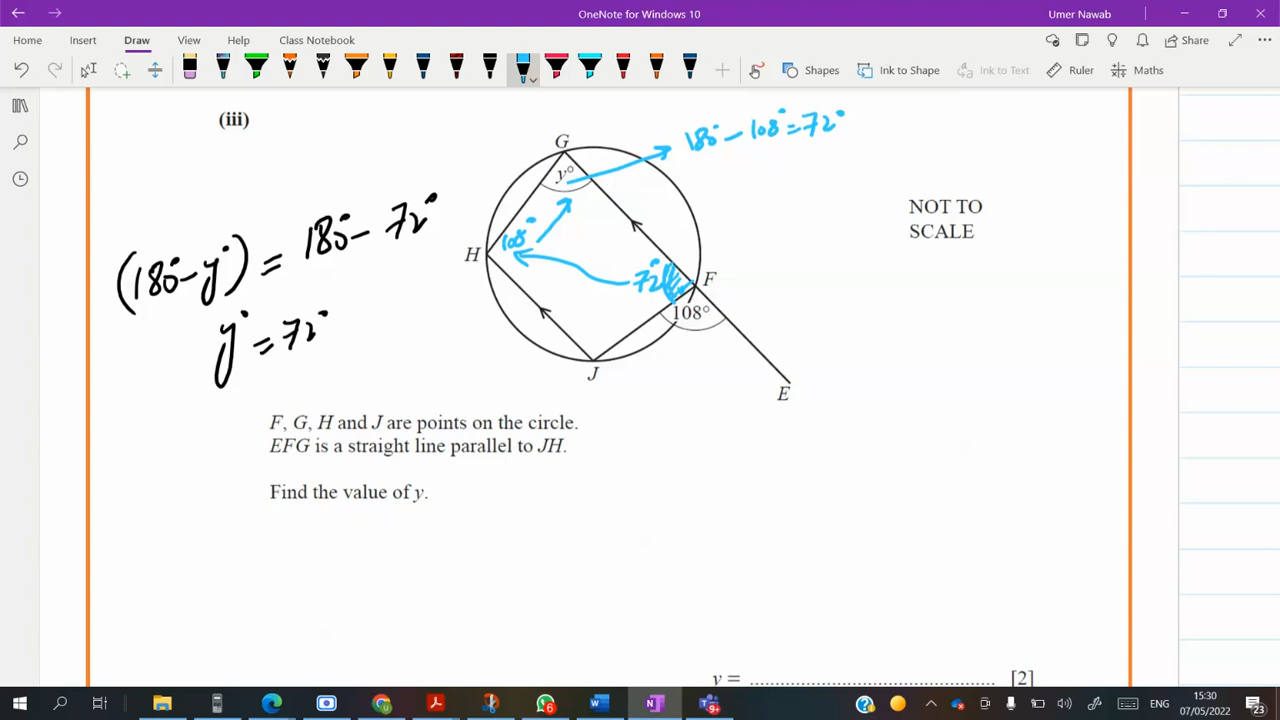 OneNote for Windows 10
Umer Nawab
Home Insert Draw View Help Class Notebook
Share
Shapes Ink to Shape Ink to Text Ruler Maths
(iii)
180° – 108° = 72°
G
y°
NOT TO
SCALE
(180° – y°) = 180° – 72°
108°
H
72°
F
108°
y° = 72°
J
E
F, G, H and J are points on the circle.
EFG is a straight line parallel to JH.
Find the value of y.
y = ................................................ [2]
6
9+
ENG
15:30
07/05/2022
23